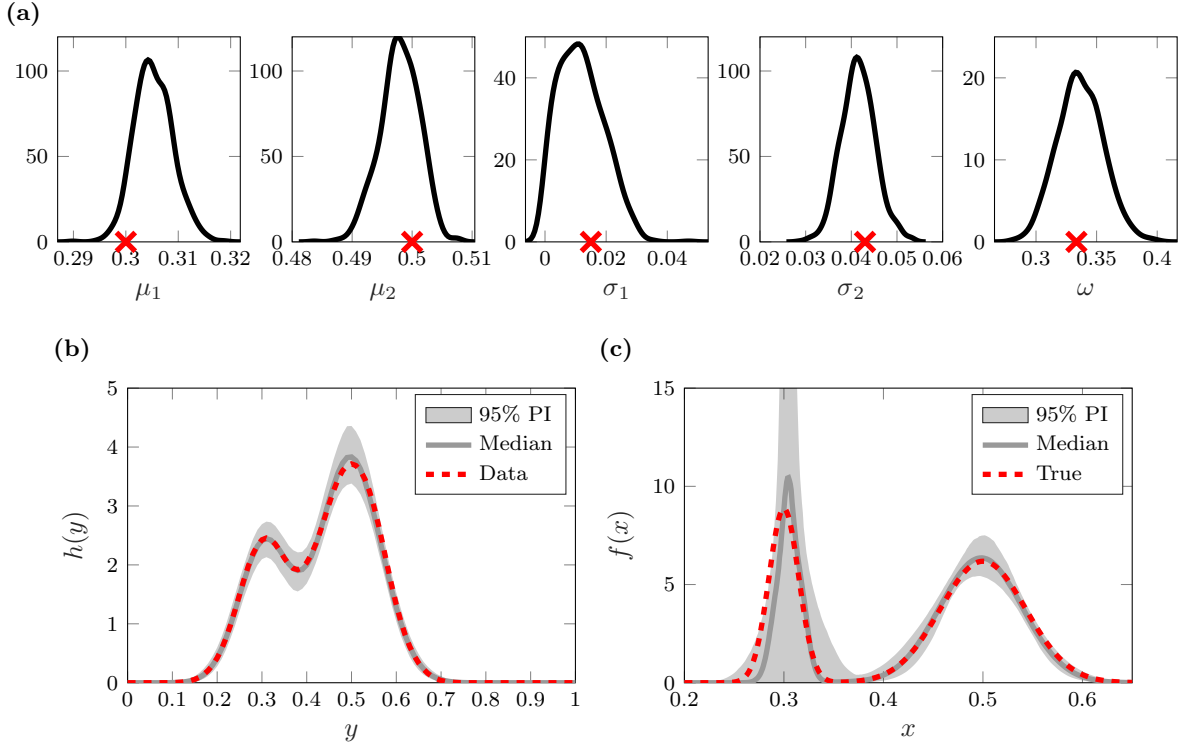 (a)
100
50
0
0.29 0.3 0.31 0.32
μ₁
100
50
0
0.48 0.49 0.5 0.51
μ₂
40
20
0
0 0.02 0.04
σ₁
100
50
0
0.02 0.03 0.04 0.05 0.06
σ₂
20
10
0
0.3 0.35 0.4
ω
(b)
5
4
3
2
1
0
h(y)
0 0.1 0.2 0.3 0.4 0.5 0.6 0.7 0.8 0.9 1
y
95% PI
Median
Data
(c)
15
10
5
0
f(x)
0.2 0.3 0.4 0.5 0.6
x
95% PI
Median
True